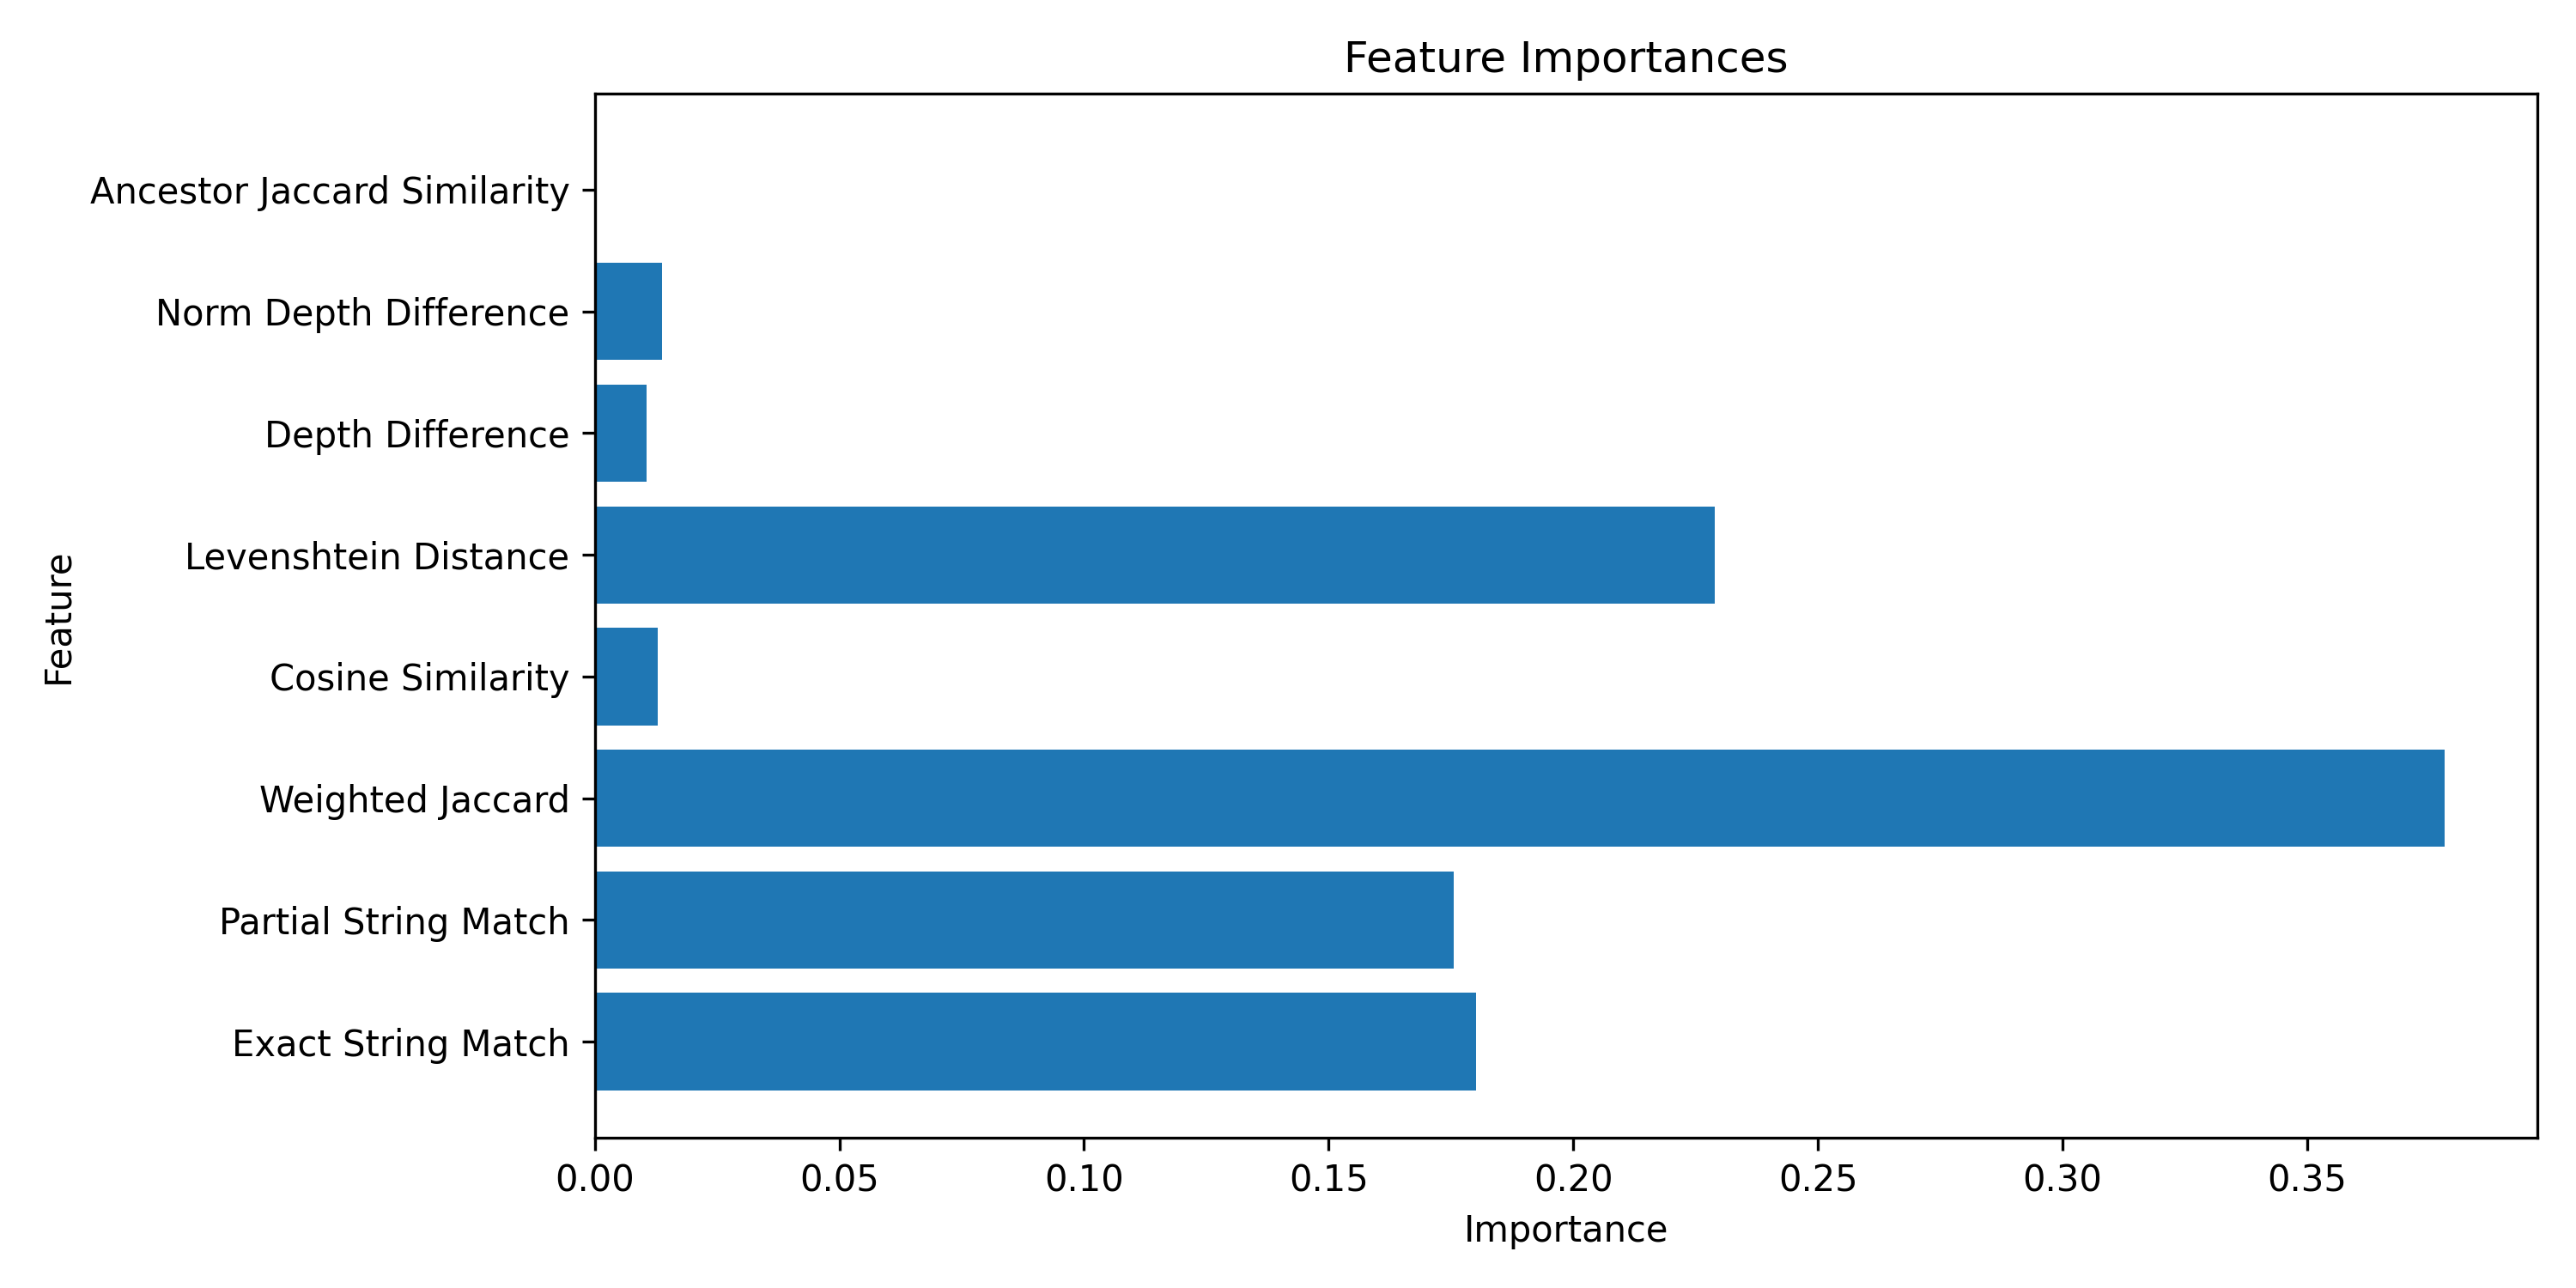 Feature Importances
Ancestor Jaccard Similarity
Norm Depth Difference
Depth Difference
Levenshtein Distance
Cosine Similarity
Weighted Jaccard
Partial String Match
Exact String Match
Feature
0.00 0.05 0.10 0.15 0.20 0.25 0.30 0.35
Importance